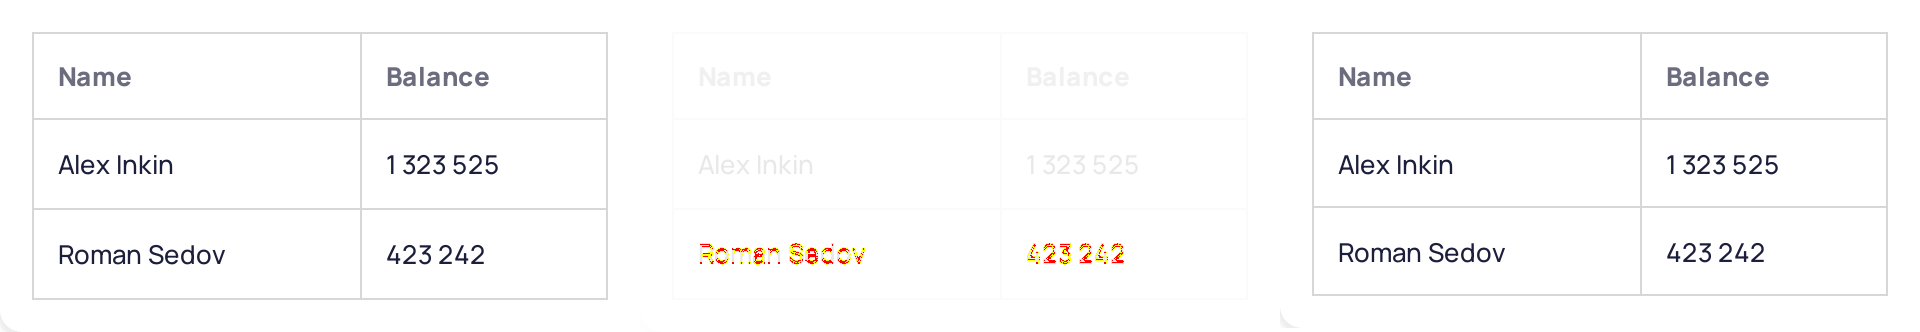 Name Balance Name Balance Name Balance
Alex Inkin 1 323 525 Alex Inkin 1 323 525 Alex Inkin 1 323 525
Roman Sedov 423 242 Roman Sedov 423 242 Roman Sedov 423 242